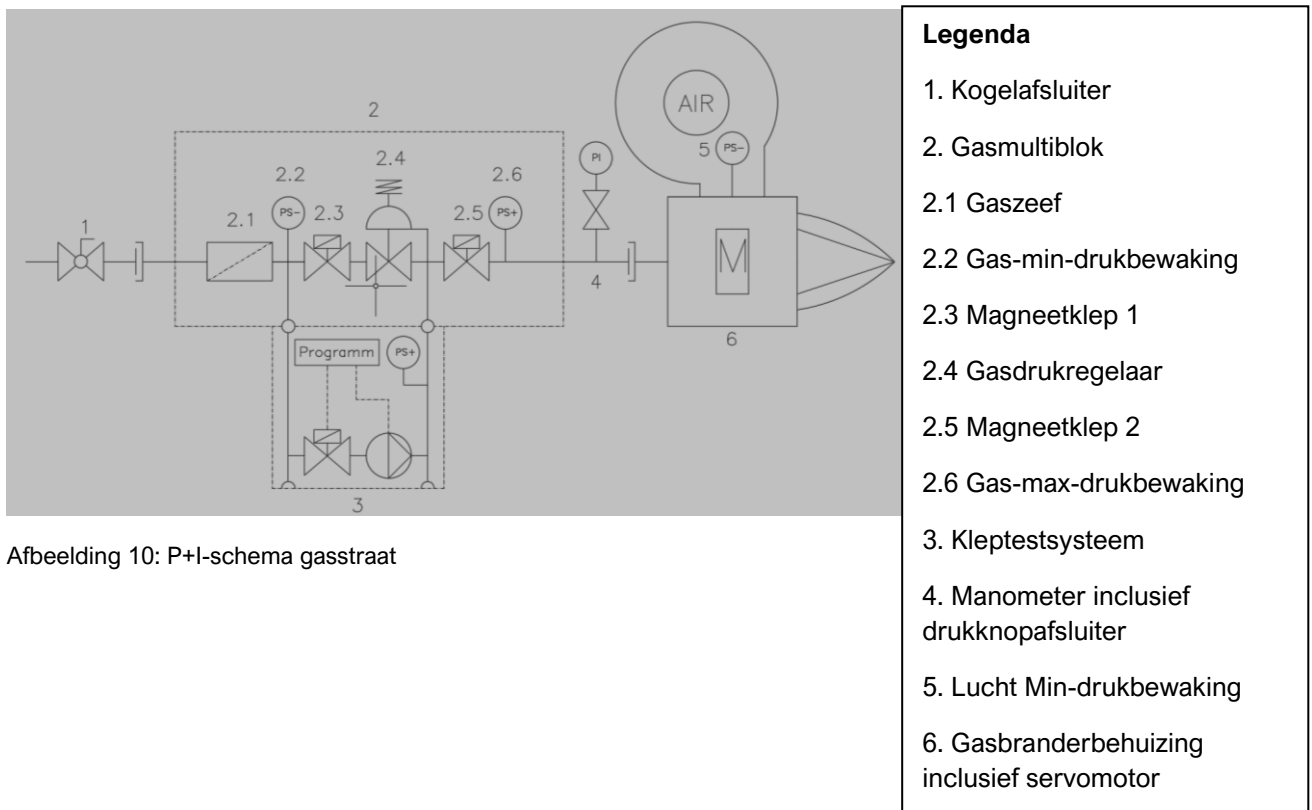 2
AIR
5 PS-
PI
2.4
2.2
2.6
PS-
2.3
2.5
PS+
2.1
1
4
M
6
Programm
PS+
3
Afbeelding 10: P+I-schema gasstraat
Legenda
1. Kogelafsluiter
2. Gasmultiblok
2.1 Gaszeef
2.2 Gas-min-drukbewaking
2.3 Magneetklep 1
2.4 Gasdrukregelaar
2.5 Magneetklep 2
2.6 Gas-max-drukbewaking
3. Kleptestsysteem
4. Manometer inclusief
drukknopafsluiter
5. Lucht Min-drukbewaking
6. Gasbranderbehuizing
inclusief servomotor